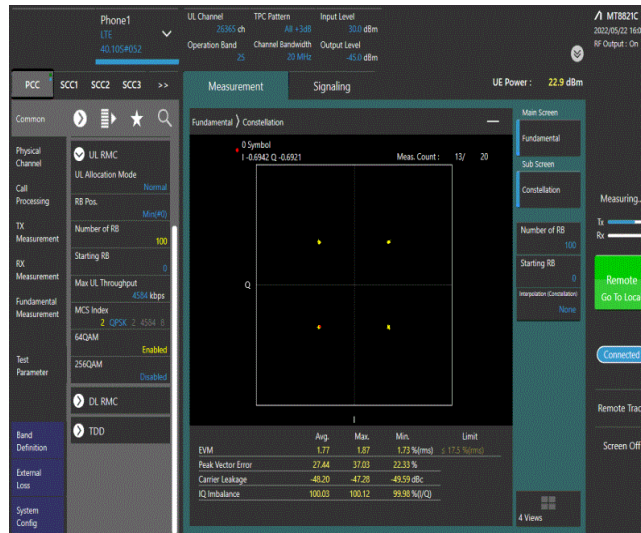 Phone1
LTE
40.105#052
UL Channel
26365 ch
TPC Pattern
All +3dB
Input Level
30.0 dBm
Operation Band
25
Channel Bandwidth
20 MHz
Output Level
-45.0 dBm
MT8821C
2022/05/22 16:0
RF Output : On
PCC SCC1 SCC2 SCC3 >>
Measurement
Signaling
UE Power : 22.9 dBm
Common
Physical
Channel
Call
Processing
TX
Measurement
RX
Measurement
Fundamental
Measurement
Test
Parameter
Band
Definition
External
Loss
System
Config
UL RMC
UL Allocation Mode
Normal
RB Pos.
Min(#0)
Number of RB
100
Starting RB
0
Max UL Throughput
4584 kbps
MCS Index
2 QPSK 2 4584 8
64QAM
Enabled
256QAM
Disabled
DL RMC
TDD
Fundamental 〉 Constellation
0 Symbol
I -0.6942 Q -0.6921
Meas. Count : 13/ 20
Q
I
Avg. Max. Min. Limit
EVM 1.77 1.87 1.73 %(rms) ≤ 17.5 %(rms)
Peak Vector Error 27.44 37.03 22.33 %
Carrier Leakage -48.20 -47.28 -49.59 dBc
IQ Imbalance 100.03 100.12 99.98 %(I/Q)
Main Screen
Fundamental
Sub Screen
Constellation
Number of RB
100
Starting RB
0
Interpolation (Constellation)
None
4 Views
Measuring..
Tx
Rx
Remote
Go To Loca
Connected
Remote Trac
Screen Off